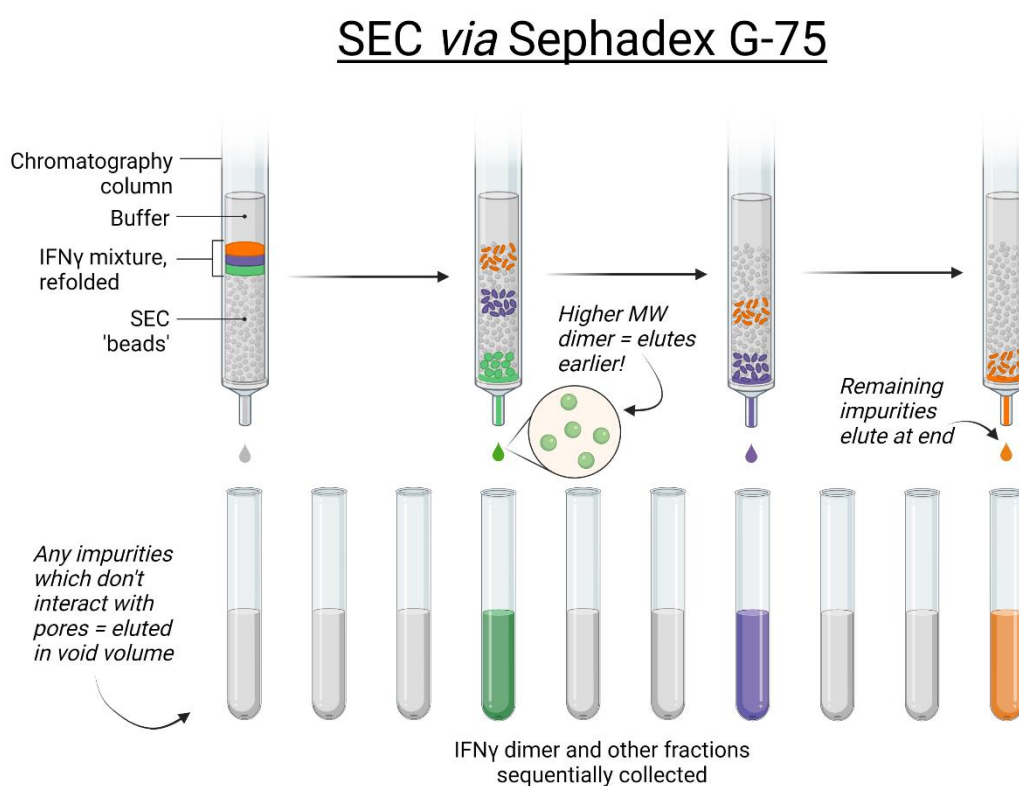 SEC via Sephadex G-75
Chromatography
column
Buffer
IFNγ mixture,
refolded
SEC
'beads'
Higher MW
dimer = elutes
earlier!
Remaining
impurities
elute at end
Any impurities
which don't
interact with
pores = eluted
in void volume
IFNγ dimer and other fractions
sequentially collected